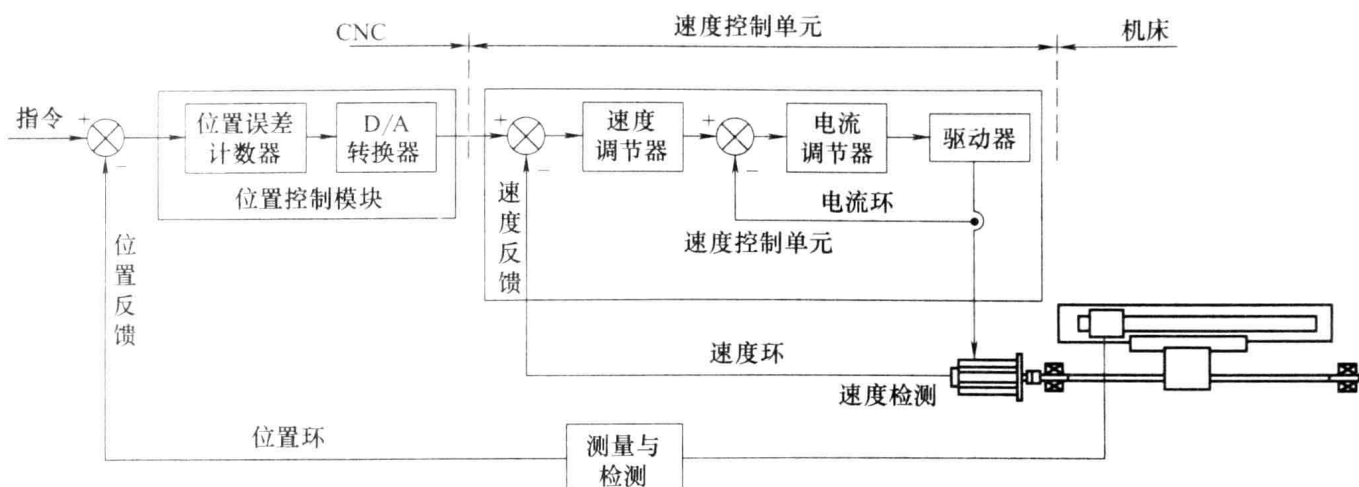 CNC
速度控制单元
机床
指令
+
位置误差
计数器
D/A
转换器
+
速度
调节器
+
电流
调节器
驱动器
−
−
−
位置控制模块
电流环
速度控制单元
位置反馈
速度反馈
速度环
速度检测
位置环
测量与
检测